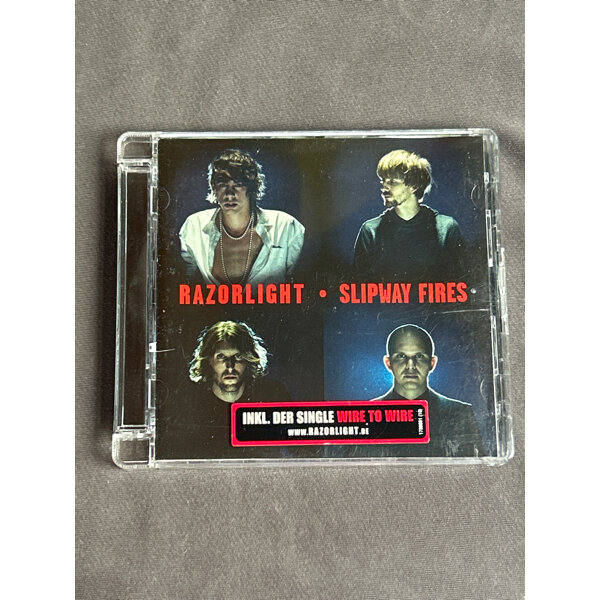 RAZORLIGHT • SLIPWAY FIRES
INKL. DER SINGLE WIRE TO WIRE
WWW.RAZORLIGHT.DE